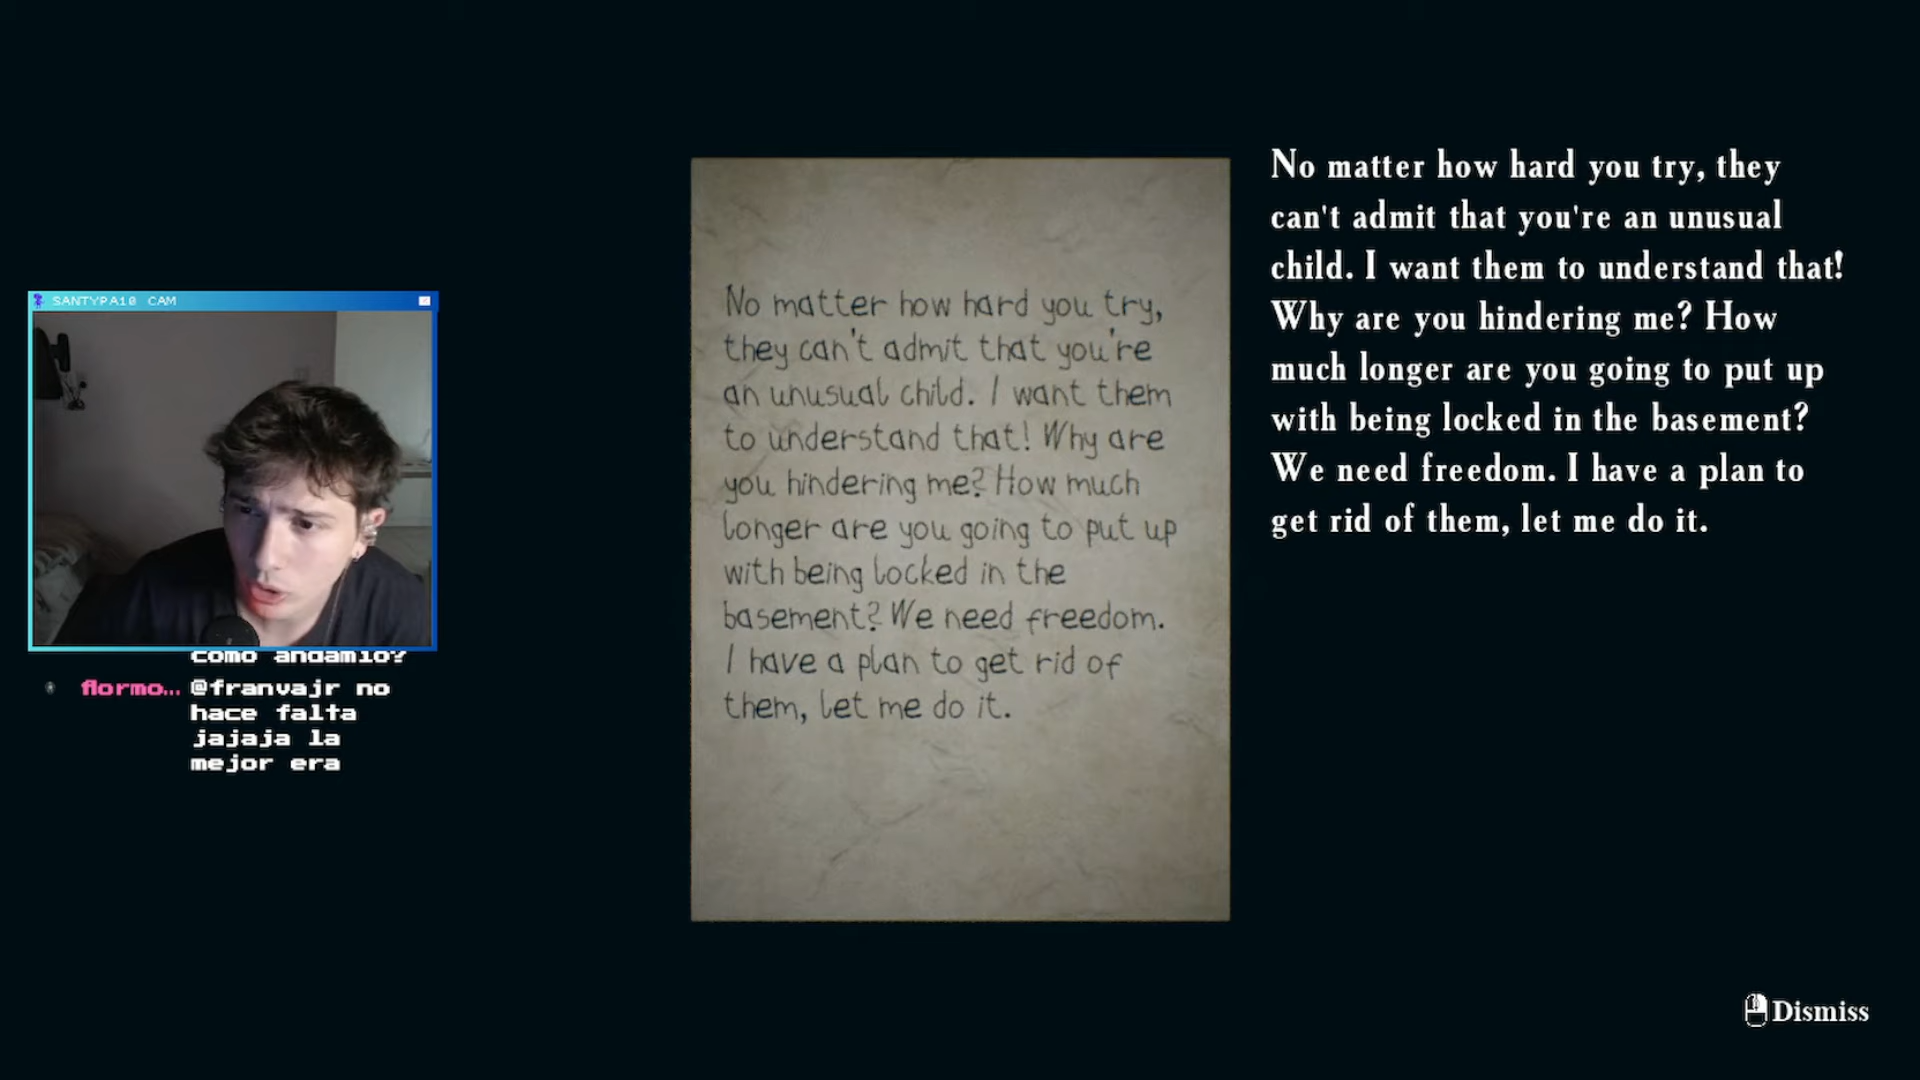 SANTYPA10 CAM
como andamio?
flormo... @franvajr no
hace falta
jajaja la
mejor era
No matter how hard you try,
they can't admit that you're
an unusual child. I want them
to understand that! Why are
you hindering me? How much
longer are you going to put up
with being locked in the
basement? We need freedom.
I have a plan to get rid of
them, let me do it.
No matter how hard you try, they
can't admit that you're an unusual
child. I want them to understand that!
Why are you hindering me? How
much longer are you going to put up
with being locked in the basement?
We need freedom. I have a plan to
get rid of them, let me do it.
Dismiss